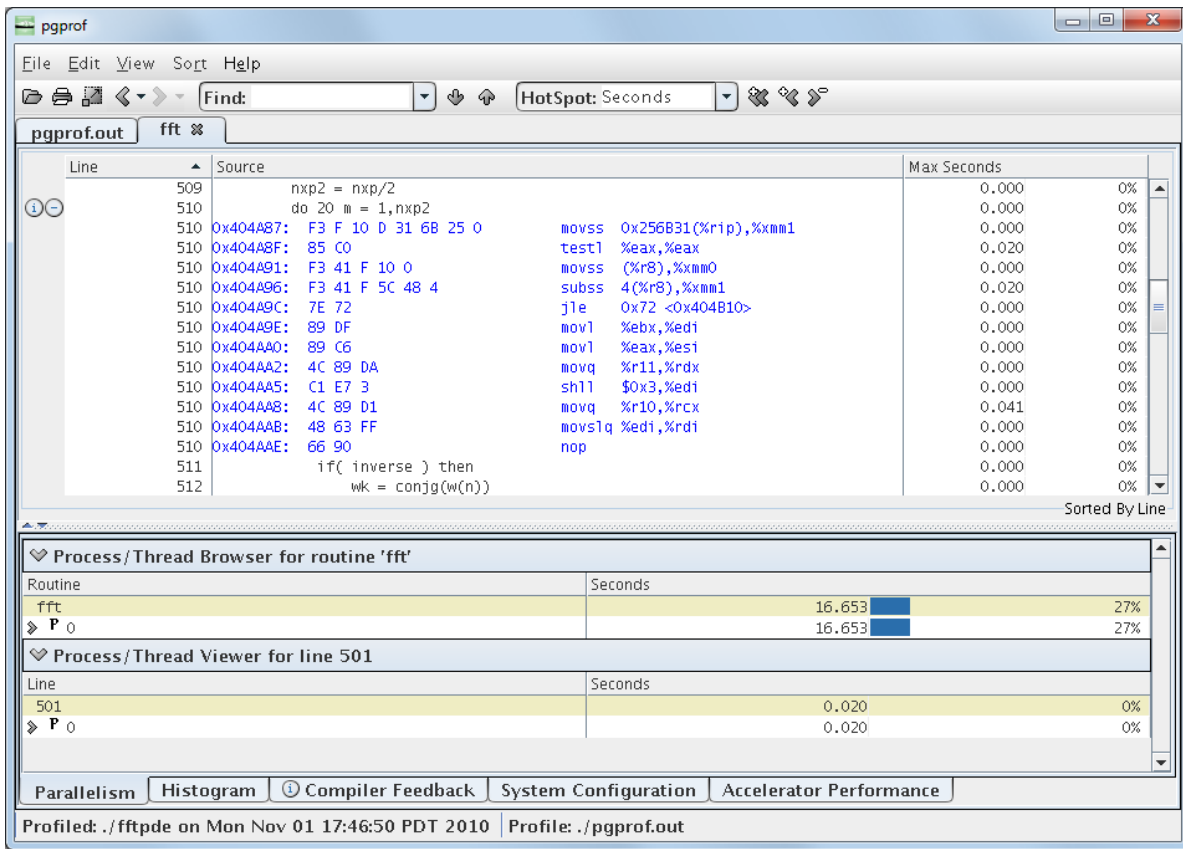 pgprof
File Edit View Sort Help
Find: HotSpot: Seconds
pgprof.out fft
Line Source Max Seconds
509 nxp2 = nxp/2 0.000 0%
510 do 20 m = 1,nxp2 0.000 0%
510 0x404A87: F3 F 10 D 31 6B 25 0 movss 0x256B31(%rip),%xmm1 0.000 0%
510 0x404A8F: 85 C0 testl %eax,%eax 0.020 0%
510 0x404A91: F3 41 F 10 0 movss (%r8),%xmm0 0.000 0%
510 0x404A96: F3 41 F 5C 48 4 subss 4(%r8),%xmm1 0.020 0%
510 0x404A9C: 7E 72 jle 0x72 <0x404B10> 0.000 0%
510 0x404A9E: 89 DF movl %ebx,%edi 0.000 0%
510 0x404AA0: 89 C6 movl %eax,%esi 0.000 0%
510 0x404AA2: 4C 89 DA movq %r11,%rdx 0.000 0%
510 0x404AA5: C1 E7 3 shll $0x3,%edi 0.000 0%
510 0x404AA8: 4C 89 D1 movq %r10,%rcx 0.041 0%
510 0x404AAB: 48 63 FF movslq %edi,%rdi 0.000 0%
510 0x404AAE: 66 90 nop 0.000 0%
511 if( inverse ) then 0.000 0%
512 wk = conjg(w(n)) 0.000 0%
Sorted By Line
Process/Thread Browser for routine 'fft'
Routine Seconds
fft 16.653 27%
P 0 16.653 27%
Process/Thread Viewer for line 501
Line Seconds
501 0.020 0%
P 0 0.020 0%
Parallelism Histogram Compiler Feedback System Configuration Accelerator Performance
Profiled: ./fftpde on Mon Nov 01 17:46:50 PDT 2010 Profile: ./pgprof.out